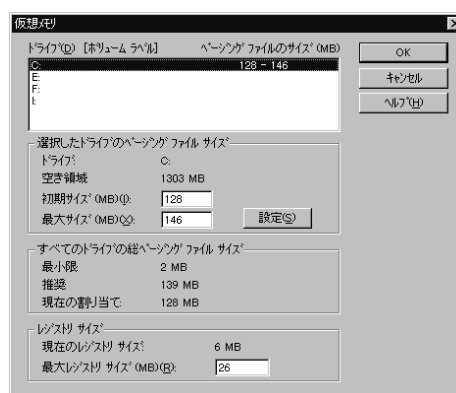 仮想メモリ
ドライブ(D) [ボリューム ラベル] ページング ファイルのサイズ (MB)
C: 128 - 146
E:
F:
I:
OK
キャンセル
ヘルプ(H)
選択したドライブのページング ファイル サイズ
ドライブ: C:
空き領域 1303 MB
初期サイズ (MB)(I): 128
最大サイズ (MB)(X): 146
設定(S)
すべてのドライブの総ページング ファイル サイズ
最小限: 2 MB
推奨: 139 MB
現在の割り当て: 128 MB
レジストリ サイズ
現在のレジストリ サイズ: 6 MB
最大レジストリ サイズ (MB)(R): 26